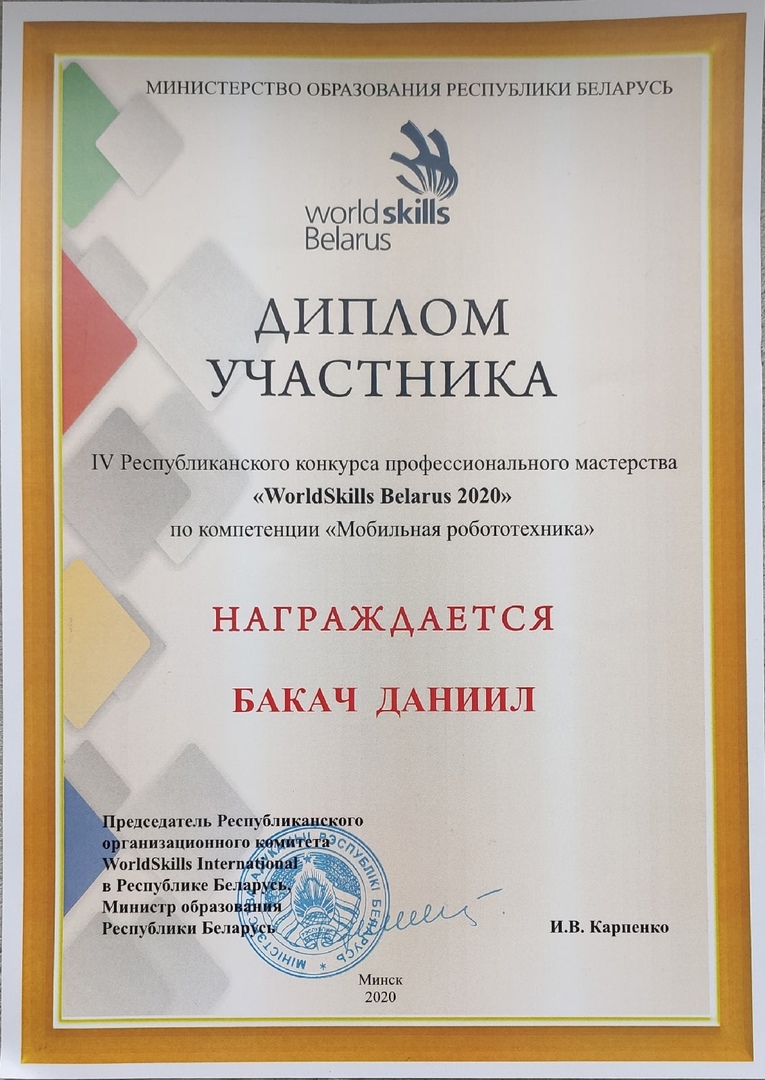 МИНИСТЕРСТВО ОБРАЗОВАНИЯ РЕСПУБЛИКИ БЕЛАРУСЬ
worldskills
Belarus
ДИПЛОМ
УЧАСТНИКА
IV Республиканского конкурса профессионального мастерства
«WorldSkills Belarus 2020»
по компетенции «Мобильная робототехника»
НАГРАЖДАЕТСЯ
БАКАЧ ДАНИИЛ
Председатель Республиканского
организационного комитета
WorldSkills International
в Республике Беларусь,
Министр образования
Республики Беларусь
И.В. Карпенко
МІНІСТЭРСТВА АДУКАЦЫІ РЭСПУБЛІКІ БЕЛАРУСЬ
Минск
2020